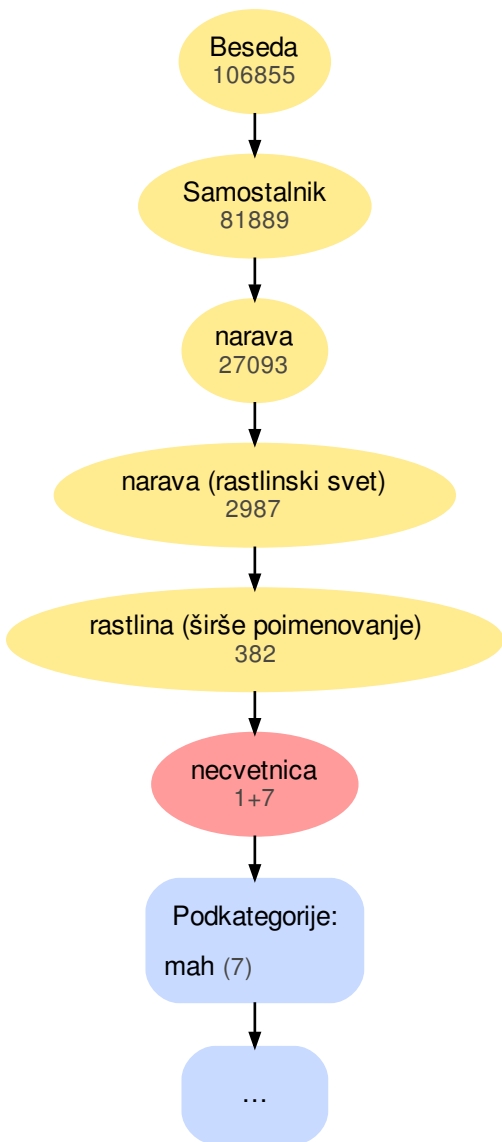 Beseda
106855
Samostalnik
81889
narava
27093
narava (rastlinski svet)
2987
rastlina (širše poimenovanje)
382
necvetnica
1+7
Podkategorije:
mah (7)
...